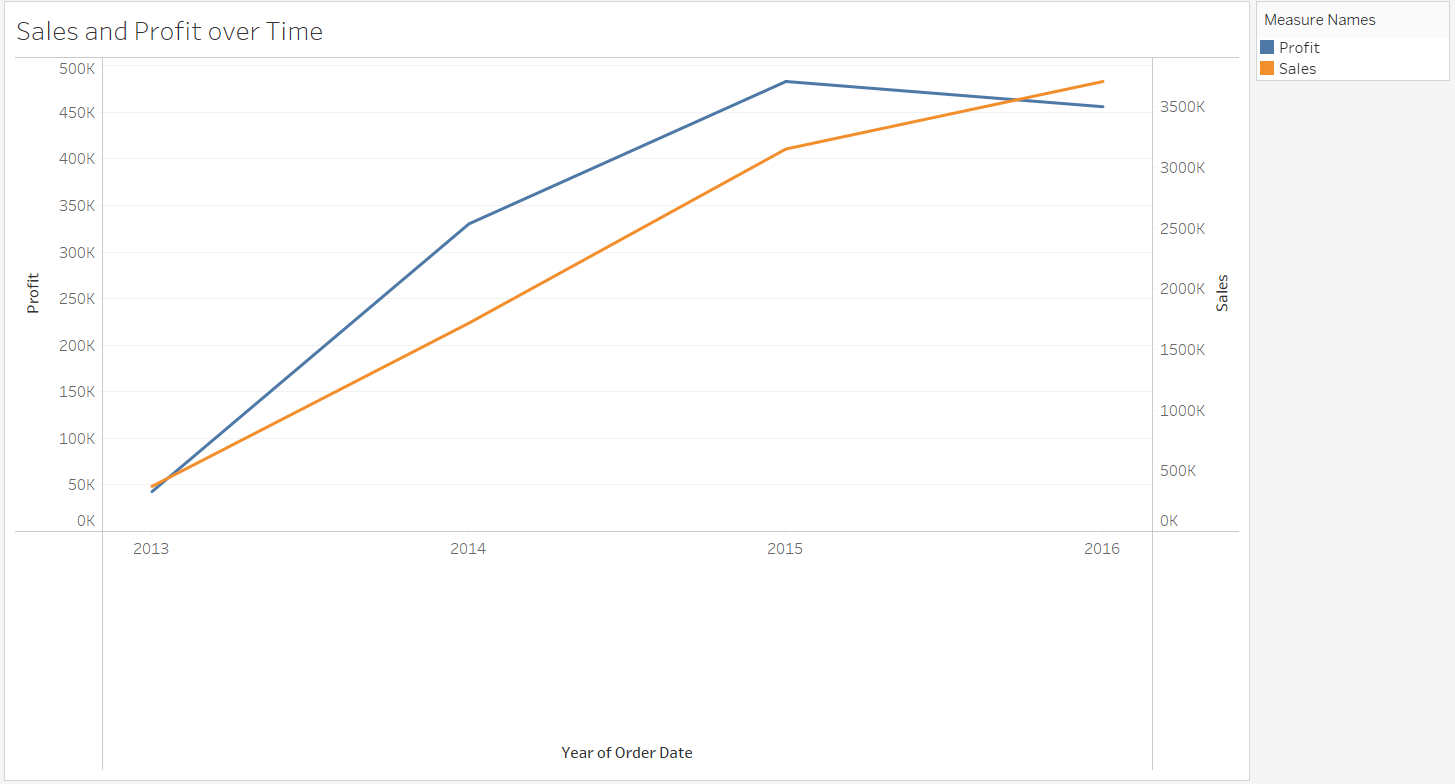 Sales and Profit over Time
Measure Names
Profit
Sales
500K
450K
400K
350K
300K
250K
200K
150K
100K
50K
0K
Profit
3500K
3000K
2500K
2000K
1500K
1000K
500K
0K
Sales
2013 2014 2015 2016
Year of Order Date